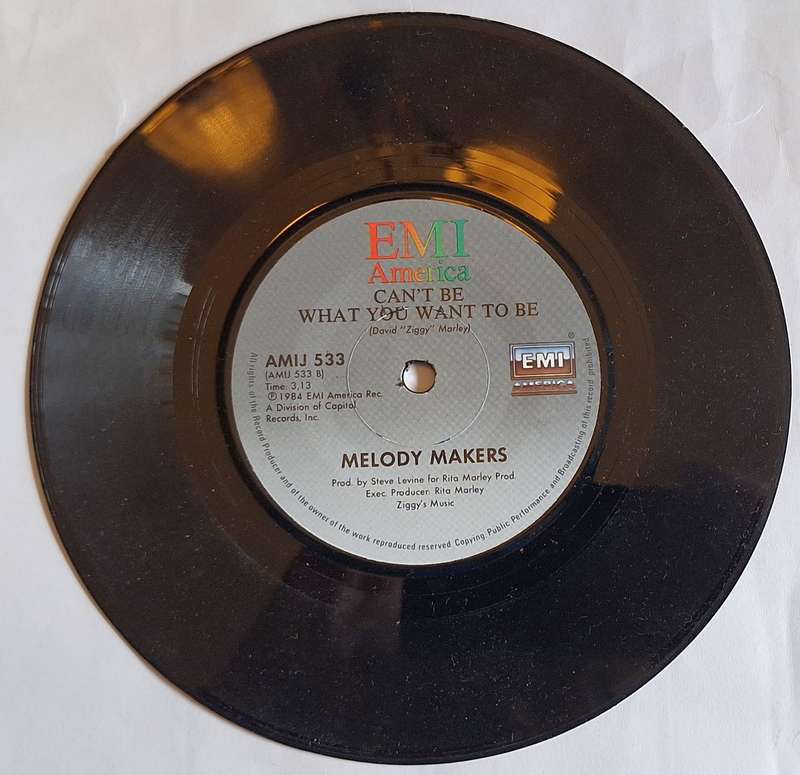 EMI
America
CAN'T BE
WHAT YOU WANT TO BE
(David "Ziggy" Marley)
AMIJ 533
(AMIJ 533 B)
Time: 3,13
℗ 1984 EMI America Rec.
A Division of Capitol
Records, Inc.
EMI
AMERICA
®
MELODY MAKERS
Prod. by Steve Levine for Rita Marley Prod.
Exec. Producer: Rita Marley
Ziggy's Music
All rights of the Record Producer and of the owner of the work reproduced reserved Copying. Public Performance and Broadcasting of this record prohibited.